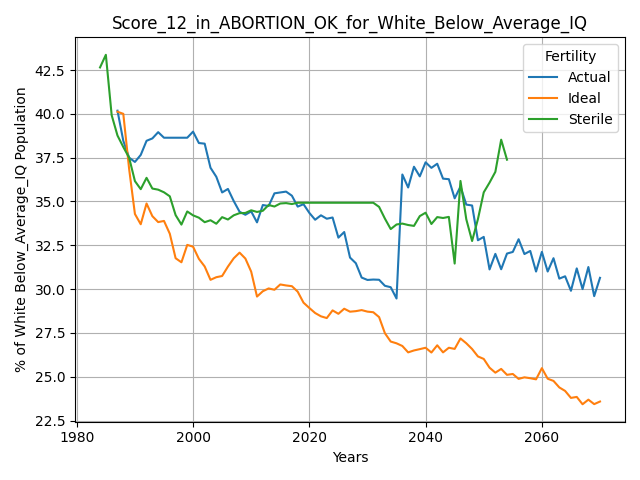 Score_12_in_ABORTION_OK_for_White_Below_Average_IQ
% of White Below_Average_IQ Population
42.5
40.0
37.5
35.0
32.5
30.0
27.5
25.0
22.5
Fertility
Actual
Ideal
Sterile
1980 2000 2020 2040 2060
Years